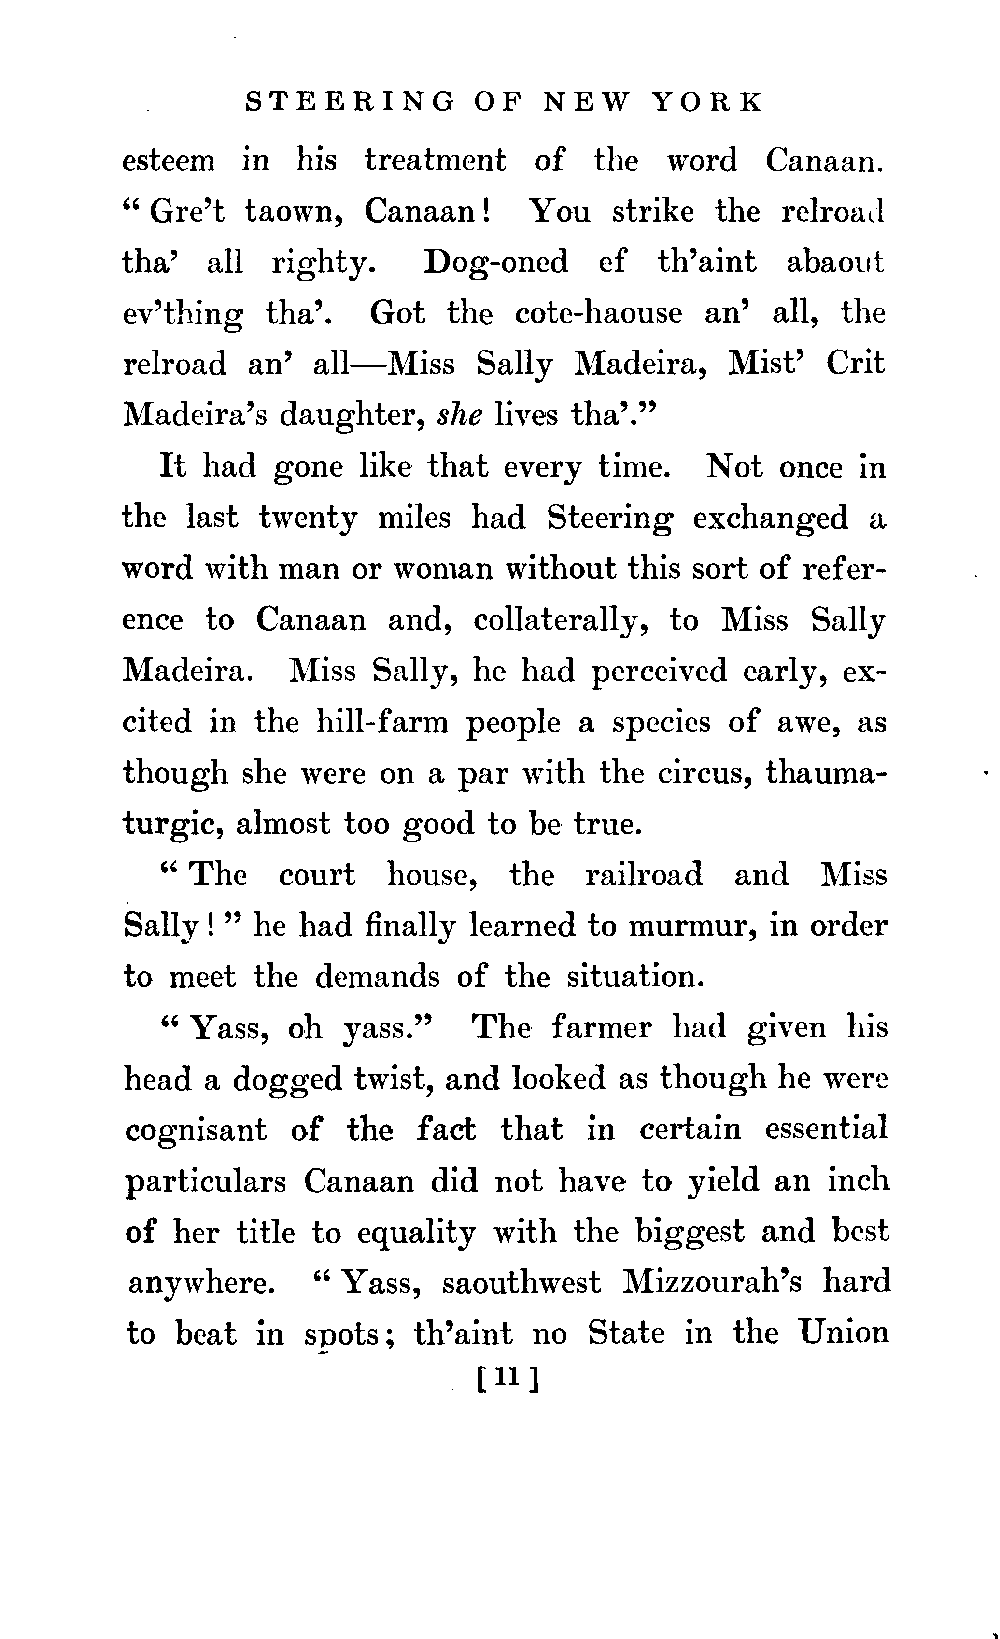 STEERING OF NEW YORK
esteem in his treatment of the word Canaan.
“ Gre’t taown, Canaan! You strike the relroad
tha’ all righty. Dog-oned ef th’aint abaout
ev’thing tha’. Got the cote-haouse an’ all, the
relroad an’ all—Miss Sally Madeira, Mist’ Crit
Madeira’s daughter, she lives tha’.”
It had gone like that every time. Not once in
the last twenty miles had Steering exchanged a
word with man or woman without this sort of refer-
ence to Canaan and, collaterally, to Miss Sally
Madeira. Miss Sally, he had perceived early, ex-
cited in the hill-farm people a species of awe, as
though she were on a par with the circus, thauma-
turgic, almost too good to be true.
“ The court house, the railroad and Miss
Sally! ” he had finally learned to murmur, in order
to meet the demands of the situation.
“ Yass, oh yass.” The farmer had given his
head a dogged twist, and looked as though he were
cognisant of the fact that in certain essential
particulars Canaan did not have to yield an inch
of her title to equality with the biggest and best
anywhere. “ Yass, saouthwest Mizzourah’s hard
to beat in spots; th’aint no State in the Union
[11]